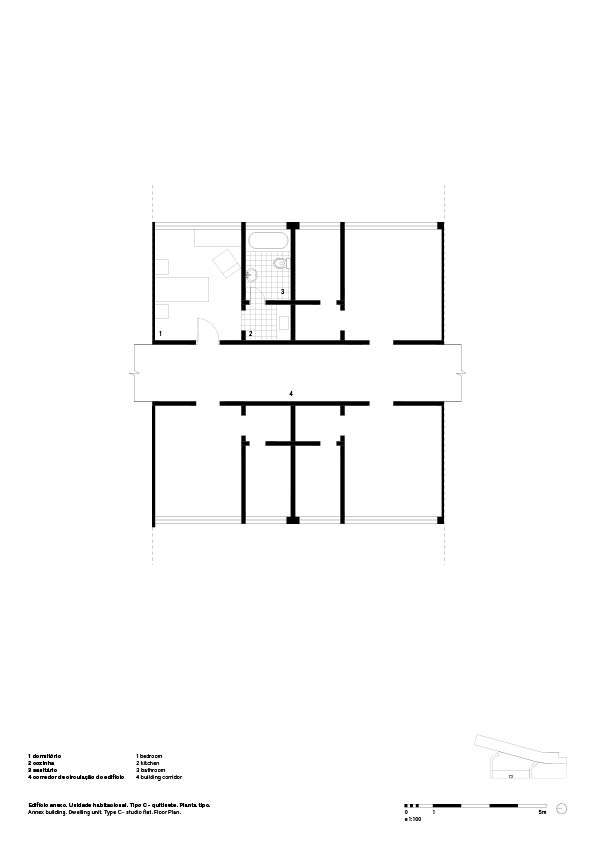 3
1
2
4
1 dormitório
2 cozinha
3 sanitário
4 corredor de circulação do edifício
1 bedroom
2 kitchen
3 bathroom
4 building corridor
Edifício anexo. Unidade habitacional. Tipo C - quitinete. Planta tipo.
Annex building. Dwelling unit. Type C - studio flat. Floor Plan.
0 1 5m
e 1:100